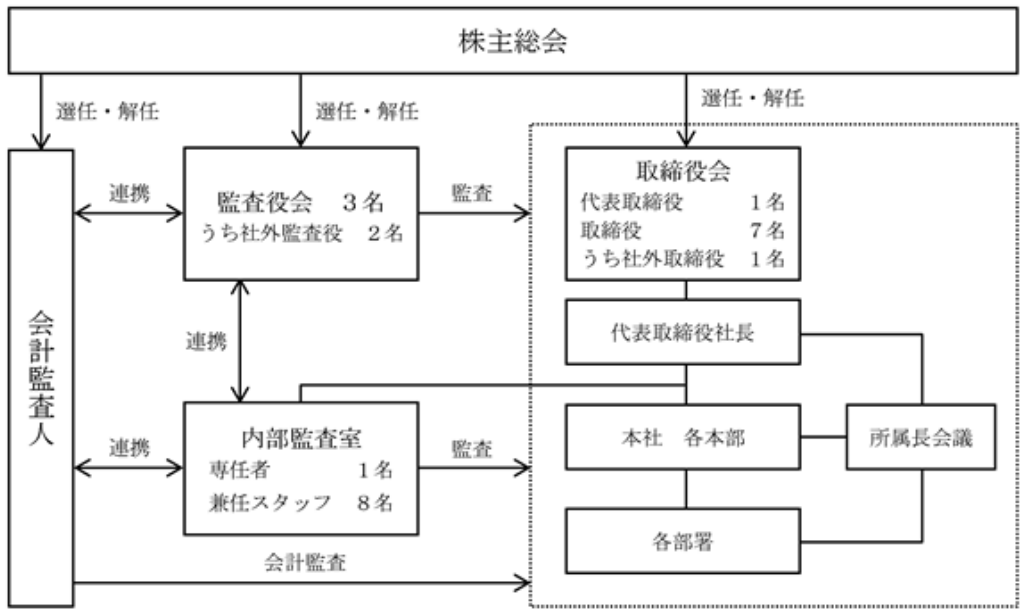 株主総会
選任・解任
選任・解任
選任・解任
連携
監査役会　３名
うち社外監査役　２名
監査
取締役会
代表取締役　１名
取締役　７名
うち社外取締役　１名
会計監査人
連携
代表取締役社長
連携
内部監査室
専任者　１名
兼任スタッフ　８名
監査
本社　各本部
所属長会議
各部署
会計監査